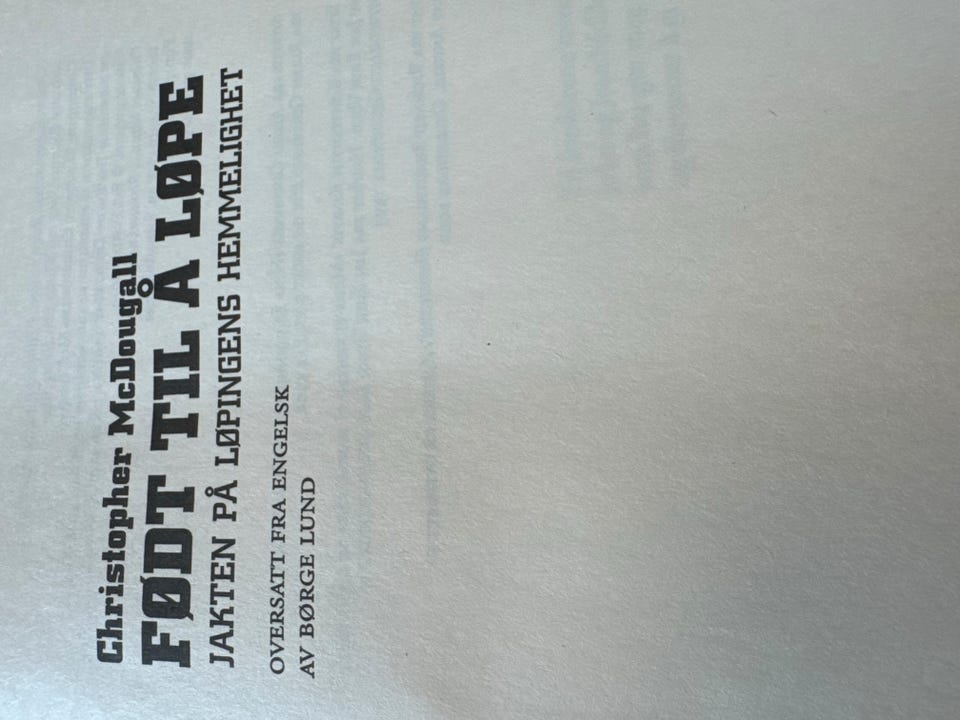 Christopher McDougall
FØDT TIL Å LØPE
JAKTEN PÅ LØPINGENS HEMMELIGHET
OVERSATT FRA ENGELSK
AV BØRGE LUND